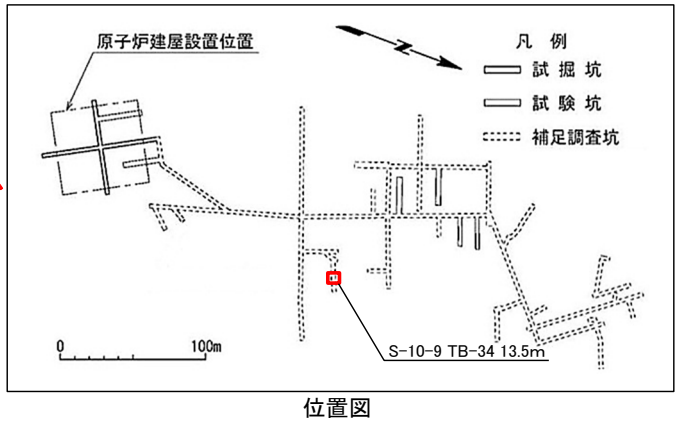 原子炉建屋設置位置
N
凡 例
試 掘 坑
試 験 坑
補足調査坑
0 100m
S-10-9 TB-34 13.5m
位置図